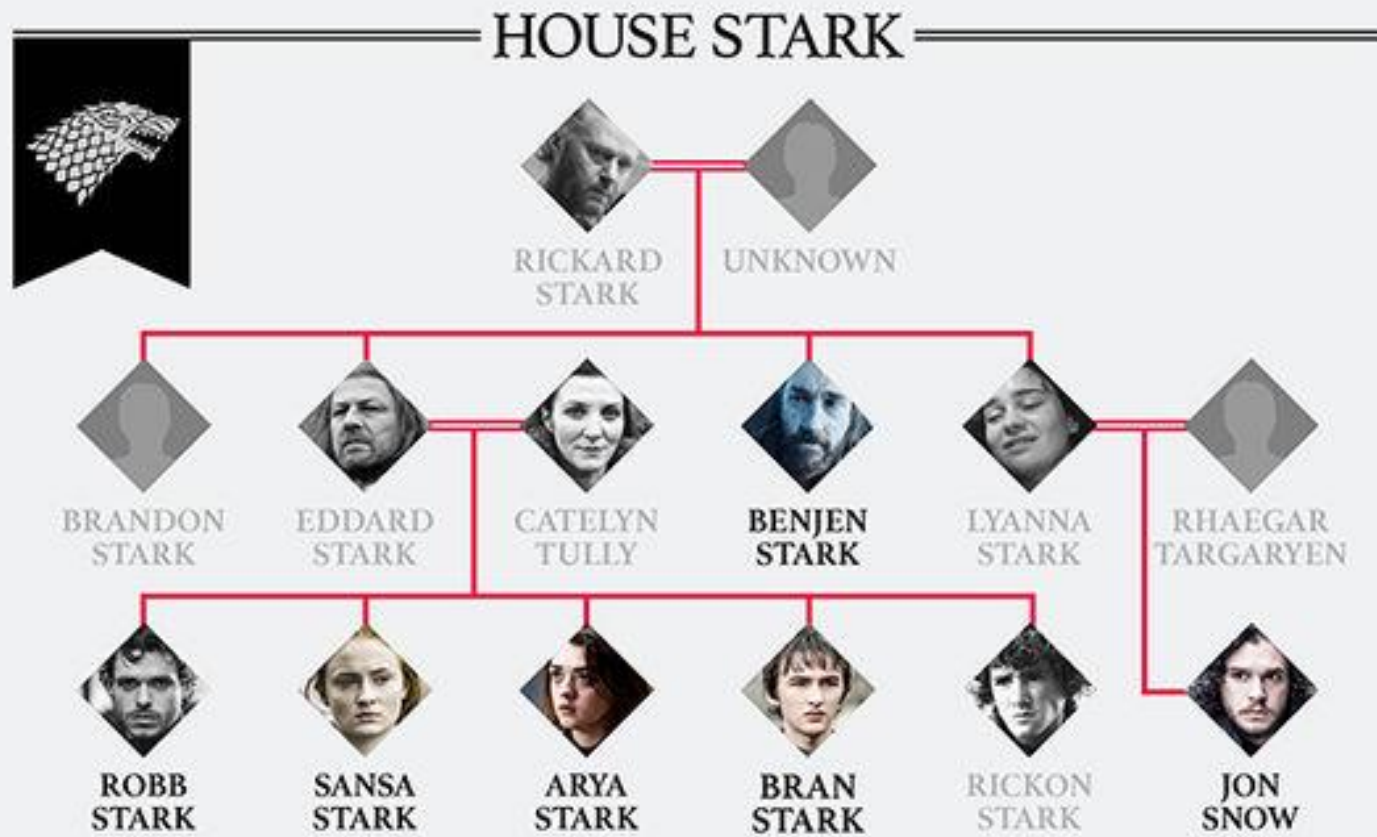 HOUSE STARK
RICKARD
STARK
UNKNOWN
BRANDON
STARK
EDDARD
STARK
CATELYN
TULLY
BENJEN
STARK
LYANNA
STARK
RHAEGAR
TARGARYEN
ROBB
STARK
SANSA
STARK
ARYA
STARK
BRAN
STARK
RICKON
STARK
JON
SNOW